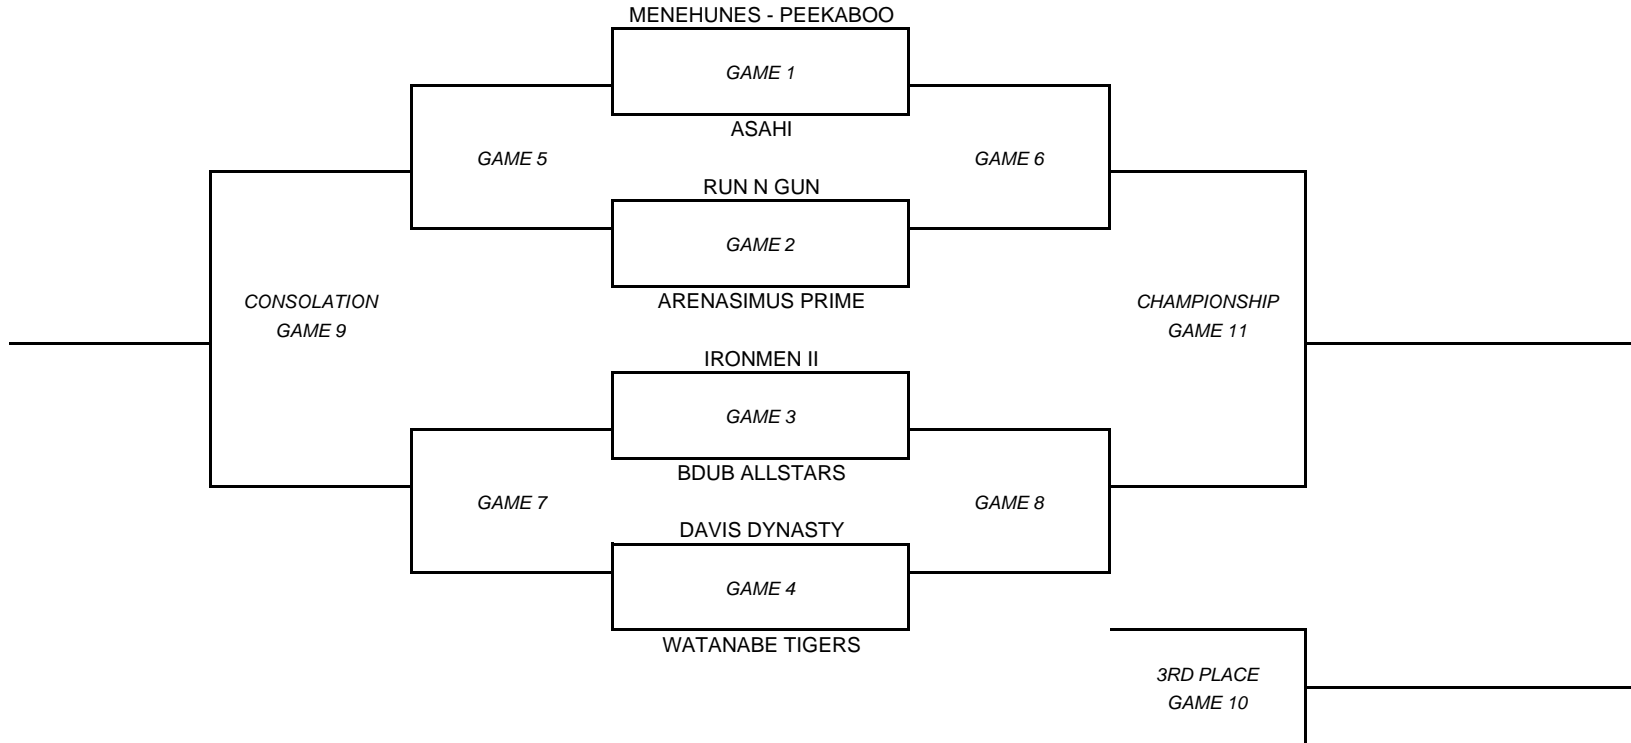 MENEHUNES - PEEKABOO
GAME 1
ASAHI
GAME 5
GAME 6
RUN N GUN
GAME 2
ARENASIMUS PRIME
CONSOLATION
GAME 9
CHAMPIONSHIP
GAME 11
IRONMEN II
GAME 3
BDUB ALLSTARS
GAME 7
GAME 8
DAVIS DYNASTY
GAME 4
WATANABE TIGERS
3RD PLACE
GAME 10